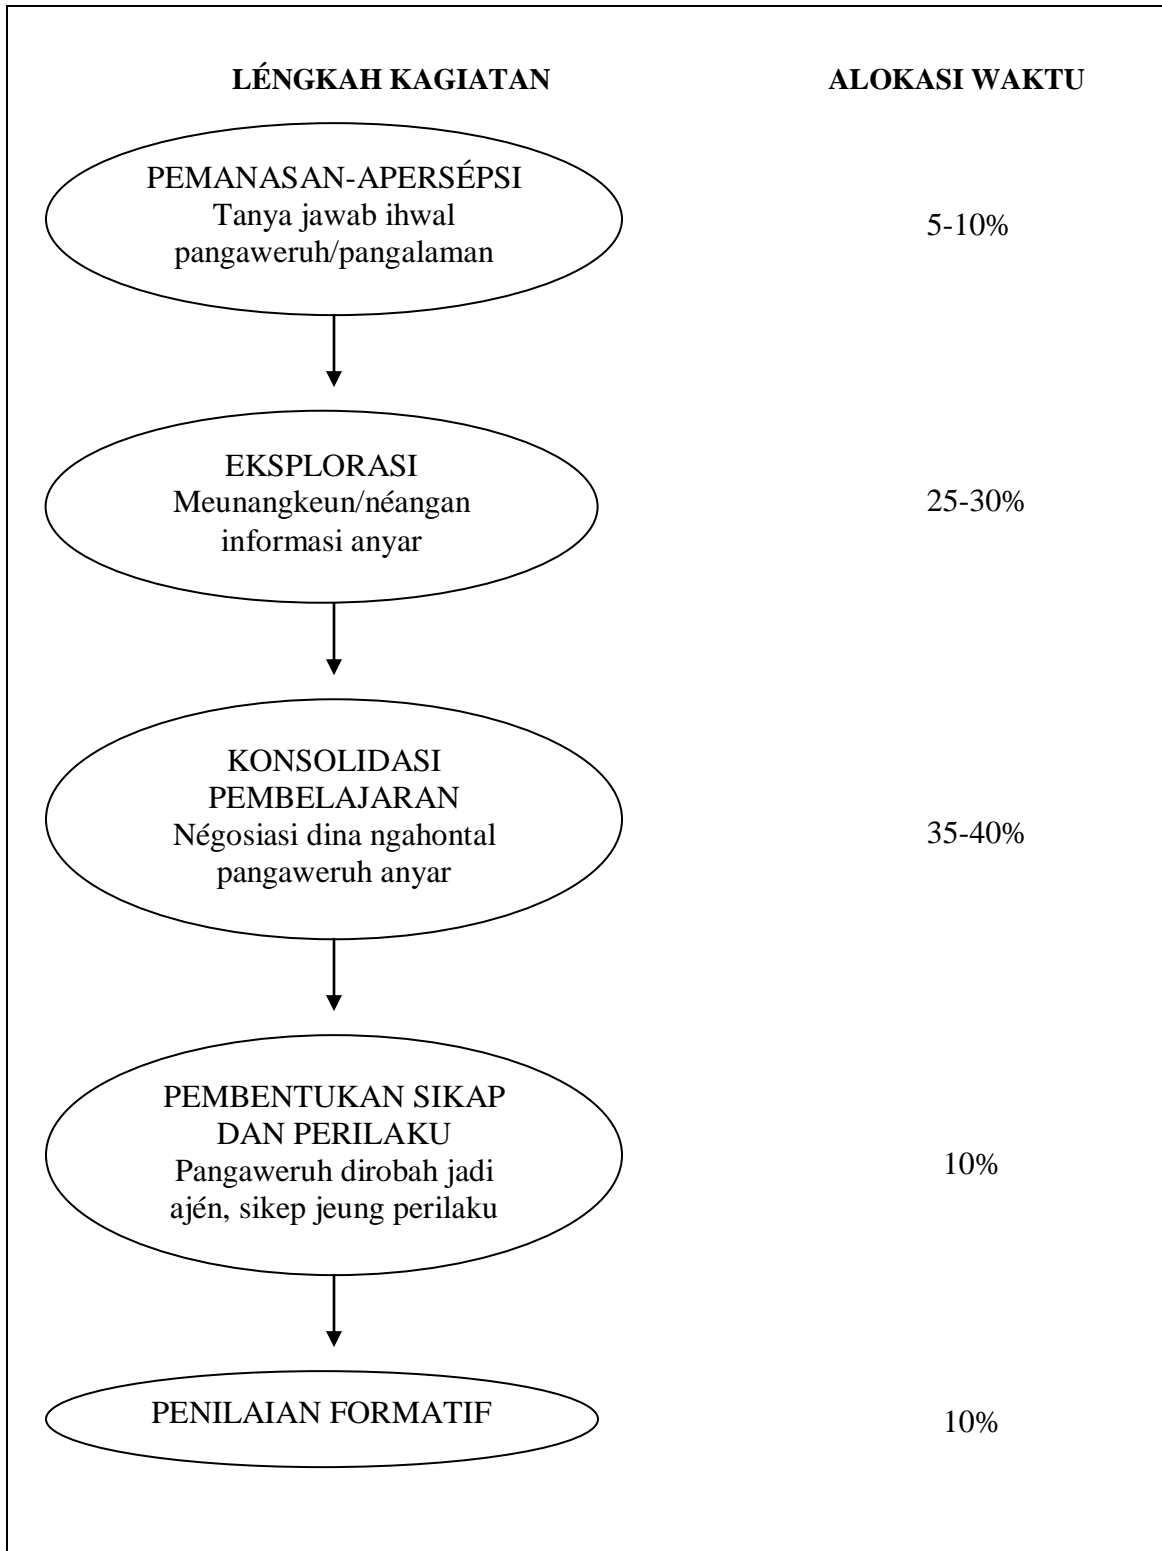 LÉNGKAH KAGIATAN ALOKASI WAKTU
PEMANASAN-APERSÉPSI
Tanya jawab ihwal
pangaweruh/pangalaman
5-10%
EKSPLORASI
Meunangkeun/néangan
informasi anyar
25-30%
KONSOLIDASI
PEMBELAJARAN
Négosiasi dina ngahontal
pangaweruh anyar
35-40%
PEMBENTUKAN SIKAP
DAN PERILAKU
Pangaweruh dirobah jadi
ajén, sikep jeung perilaku
10%
PENILAIAN FORMATIF
10%